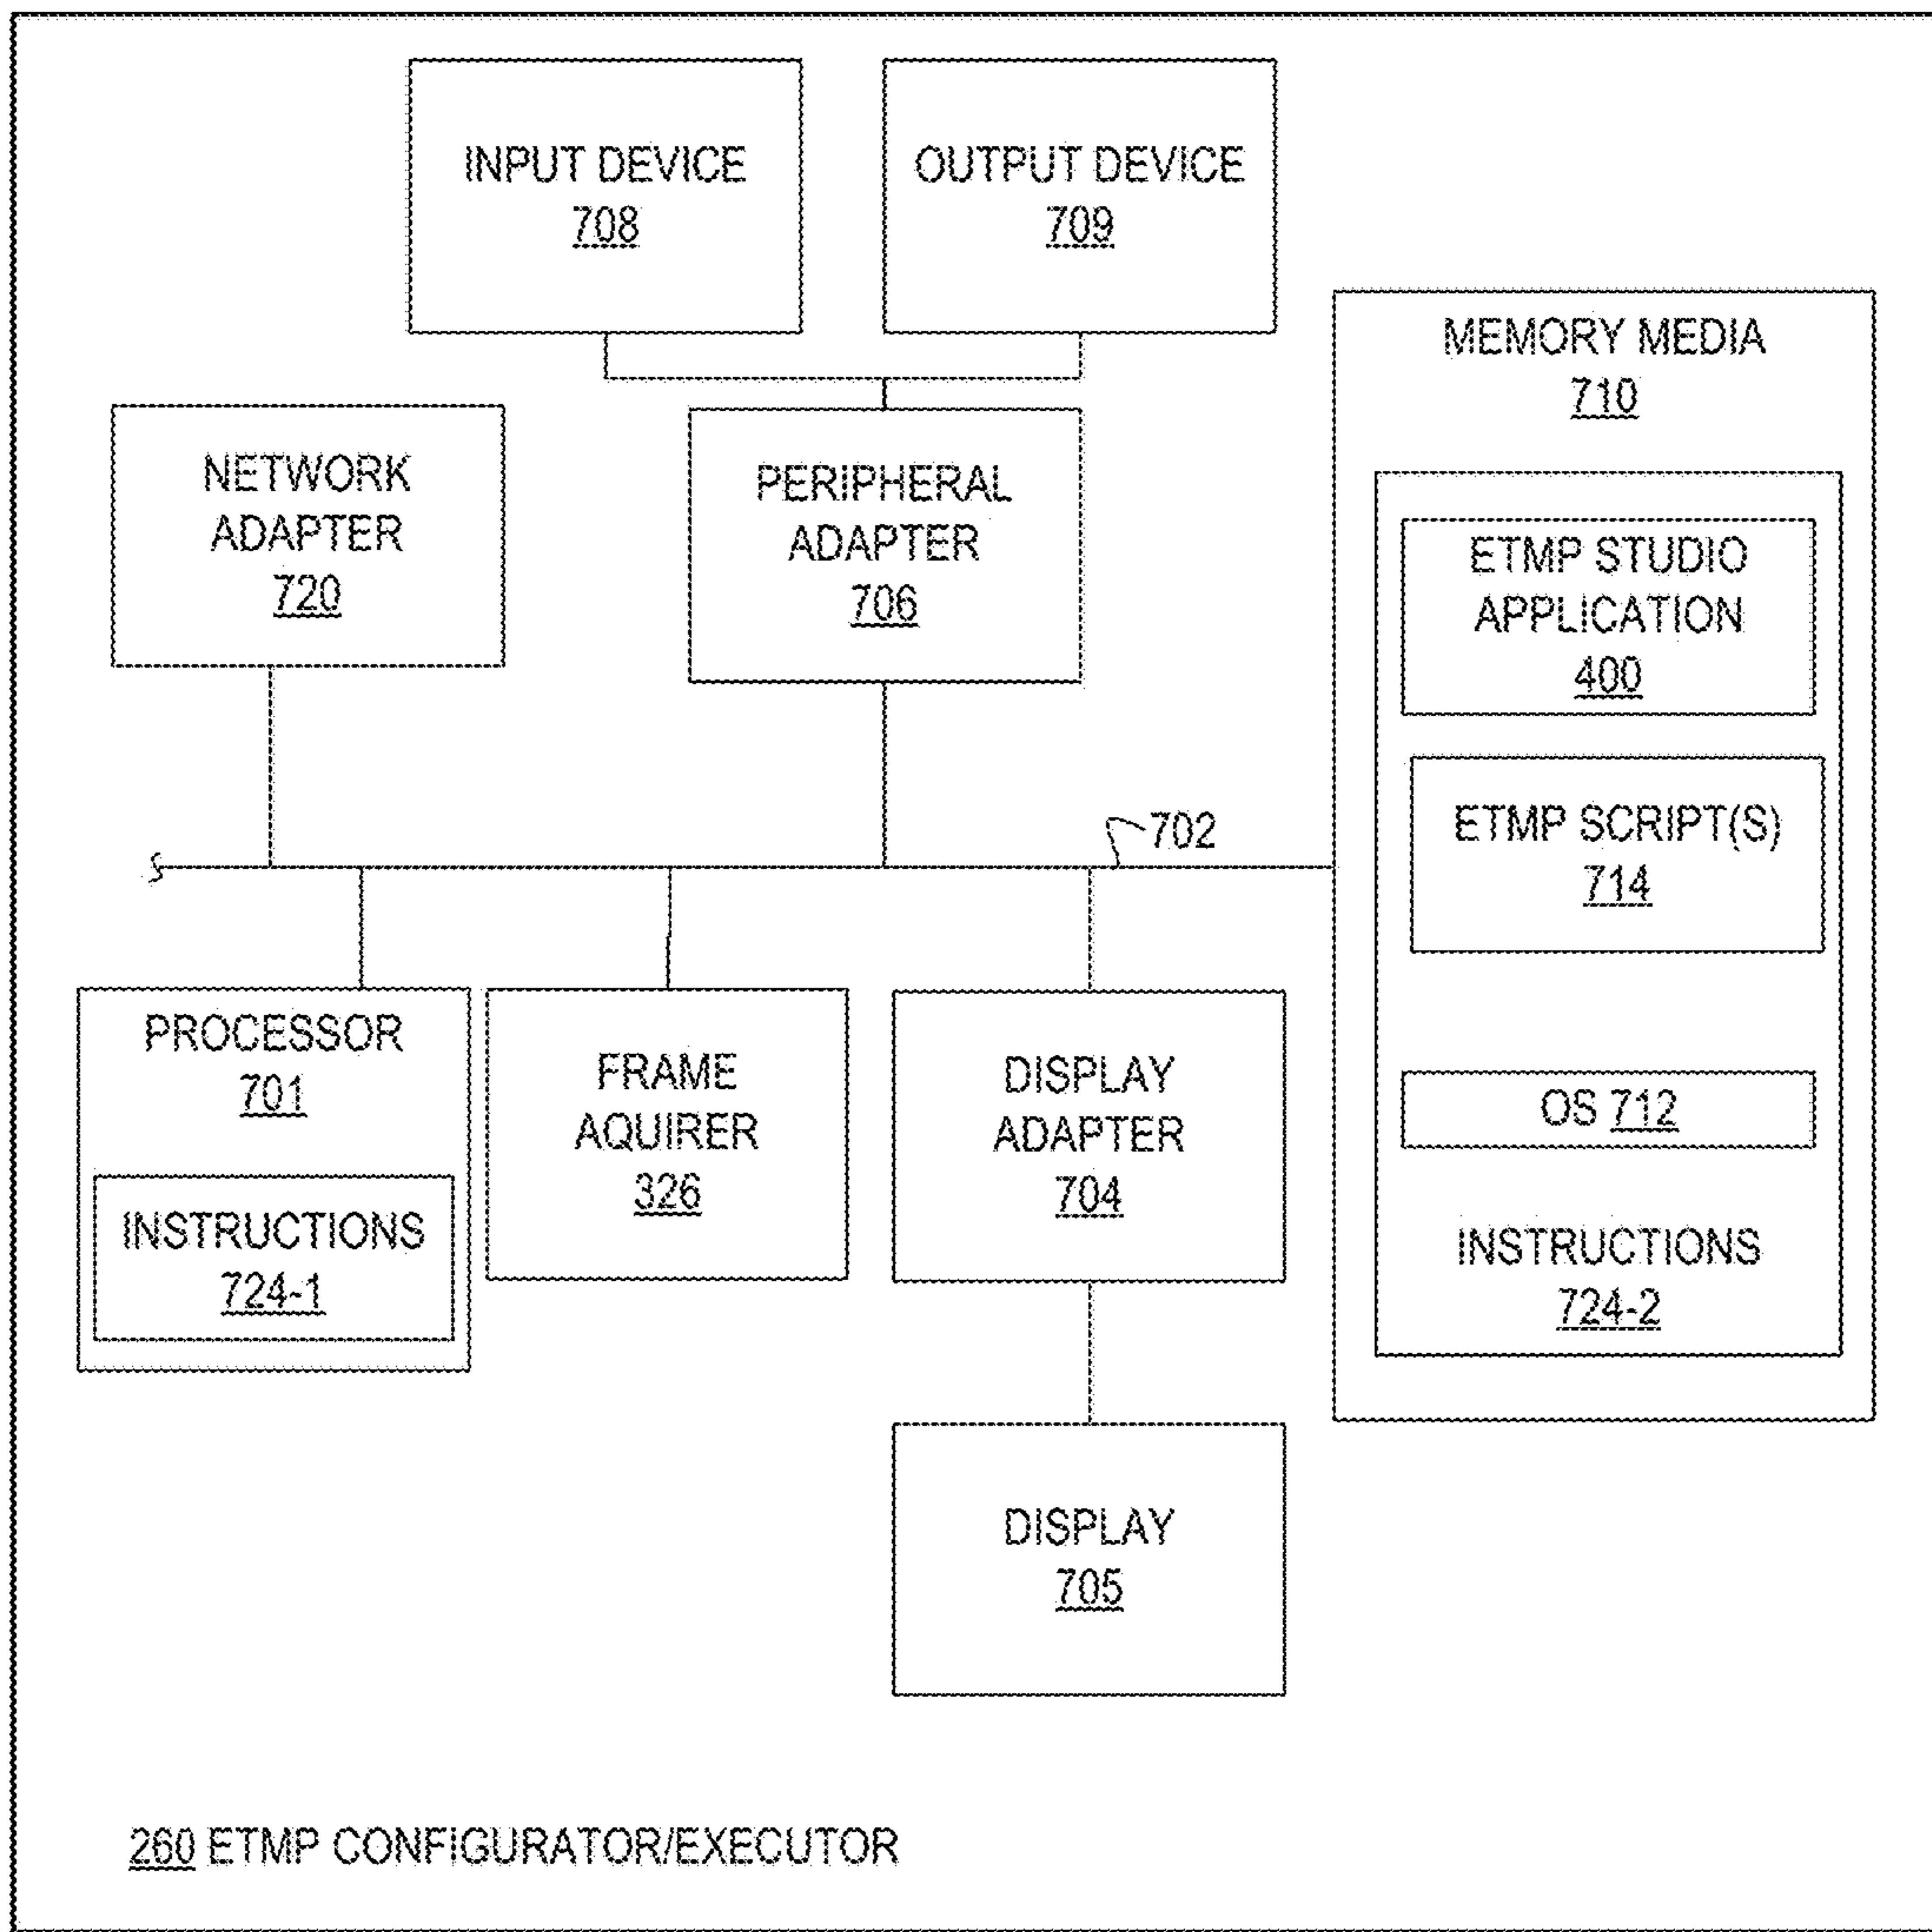 INPUT DEVICE
708
OUTPUT DEVICE
709
MEMORY MEDIA
710
NETWORK
ADAPTER
720
PERIPHERAL
ADAPTER
706
ETMP STUDIO
APPLICATION
400
ETMP SCRIPT(S)
714
702
PROCESSOR
701
INSTRUCTIONS
724-1
FRAME
AQUIRER
326
DISPLAY
ADAPTER
704
OS 712
INSTRUCTIONS
724-2
DISPLAY
705
260 ETMP CONFIGURATOR/EXECUTOR